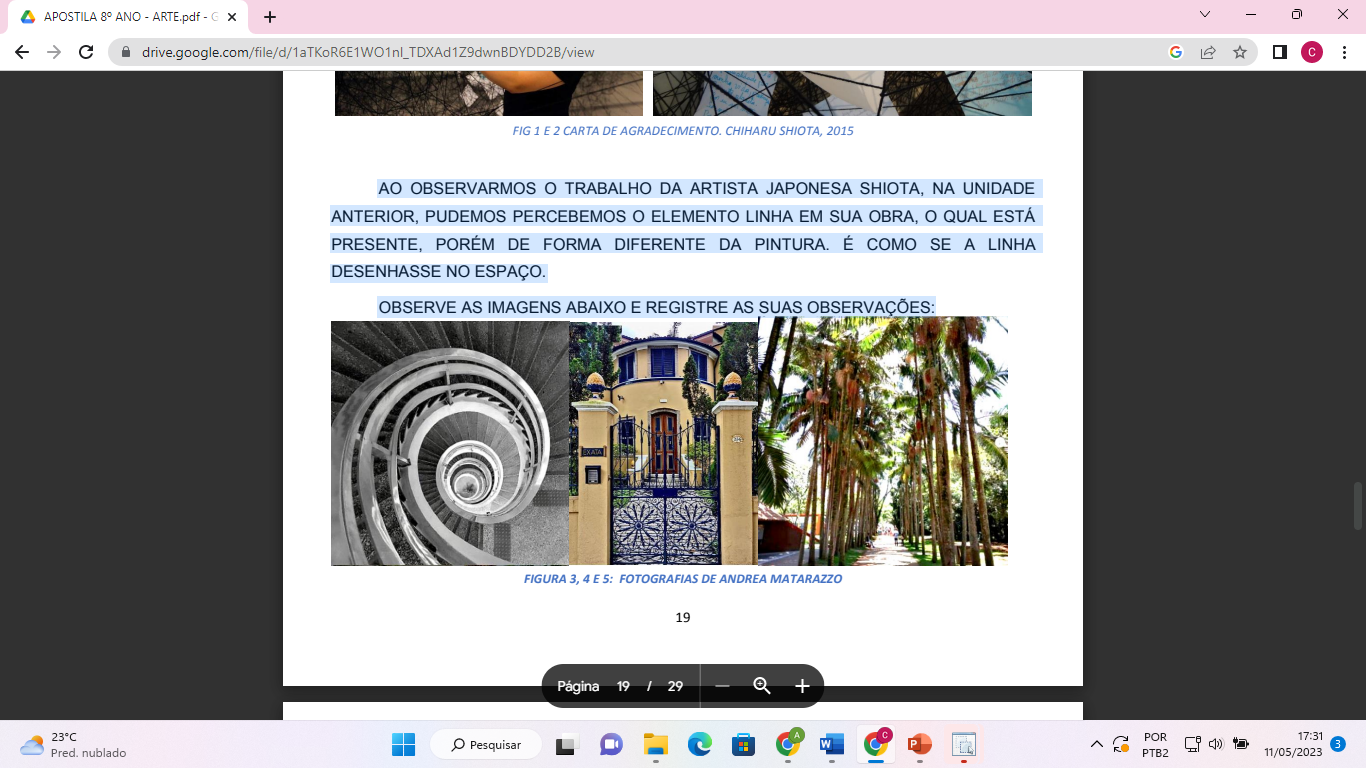 APOSTILA 8º ANO - ARTE.pdf - G
drive.google.com/file/d/1aTKoR6E1WO1nl_TDXAd1Z9dwnBDYDD2B/view
C
FIG 1 E 2 CARTA DE AGRADECIMENTO. CHIHARU SHIOTA, 2015
AO OBSERVARMOS O TRABALHO DA ARTISTA JAPONESA SHIOTA, NA UNIDADE
ANTERIOR, PUDEMOS PERCEBEMOS O ELEMENTO LINHA EM SUA OBRA, O QUAL ESTÁ
PRESENTE, PORÉM DE FORMA DIFERENTE DA PINTURA. É COMO SE A LINHA
DESENHASSE NO ESPAÇO.
OBSERVE AS IMAGENS ABAIXO E REGISTRE AS SUAS OBSERVAÇÕES:
EXATA
FIGURA 3, 4 E 5: FOTOGRAFIAS DE ANDREA MATARAZZO
19
Página 19 / 29
23°C
Pred. nublado
Pesquisar
A
W
C
P
POR
PTB2
17:31
11/05/2023
3